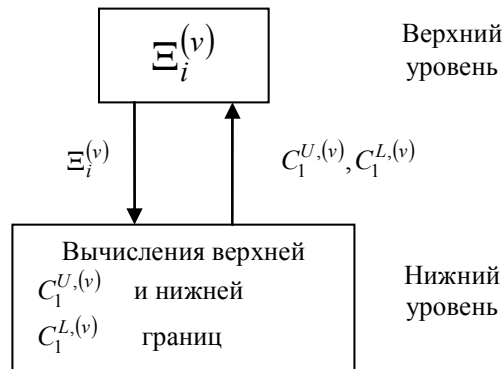 Ξ_i^(v)
Верхний
уровень
Ξ_i^(v)
C_1^{U,(v)}, C_1^{L,(v)}
Вычисления верхней
C_1^{U,(v)} и нижней
C_1^{L,(v)} границ
Нижний
уровень